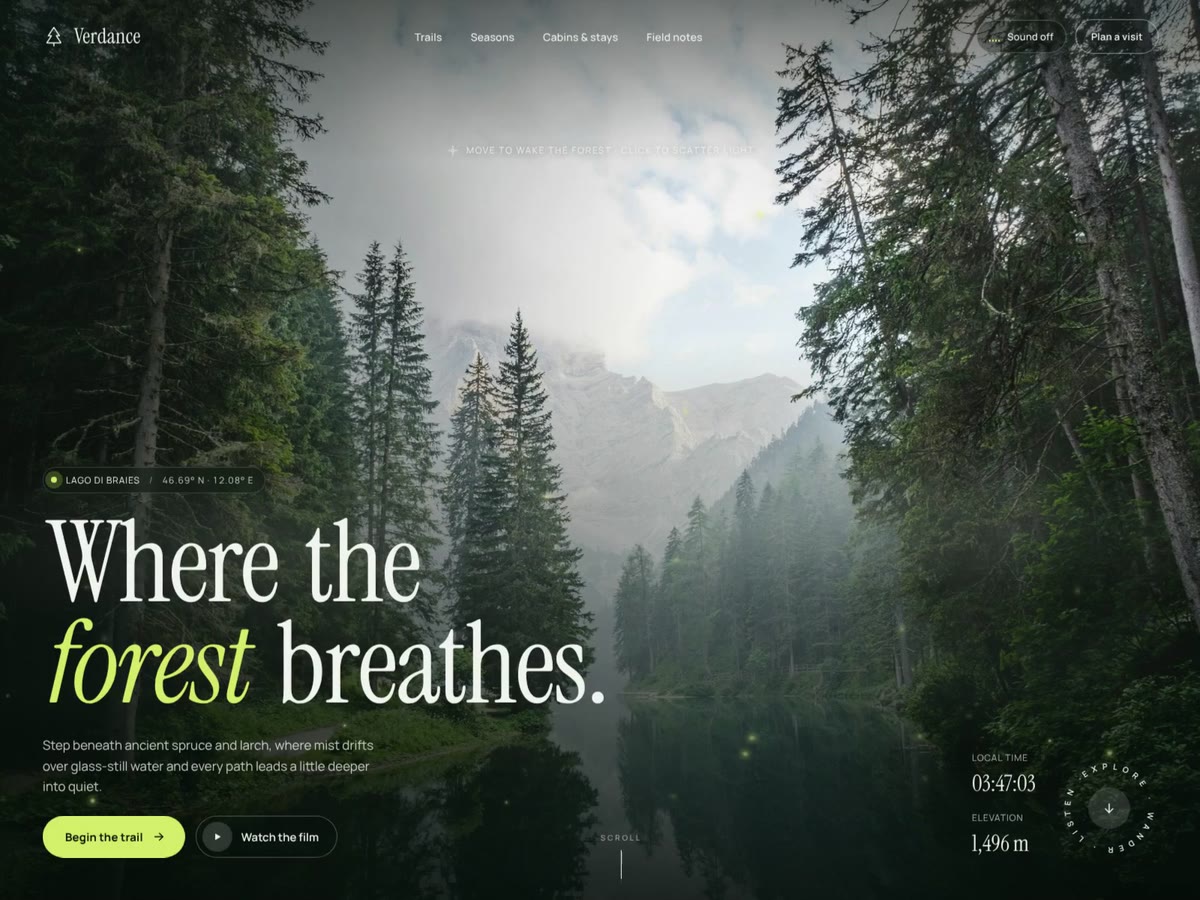 Verdance
Trails
Seasons
Cabins & stays
Field notes
Sound off
Plan a visit
MOVE TO WAKE THE FOREST · CLICK TO SCATTER LIGHT
LAGO DI BRAIES / 46.69° N · 12.08° E
Where the
forest breathes.
Step beneath ancient spruce and larch, where mist drifts
over glass-still water and every path leads a little deeper
into quiet.
Begin the trail →
Watch the film
SCROLL
LOCAL TIME
03:47:03
ELEVATION
1,496 m
EXPLORE · WANDER · LISTEN ·